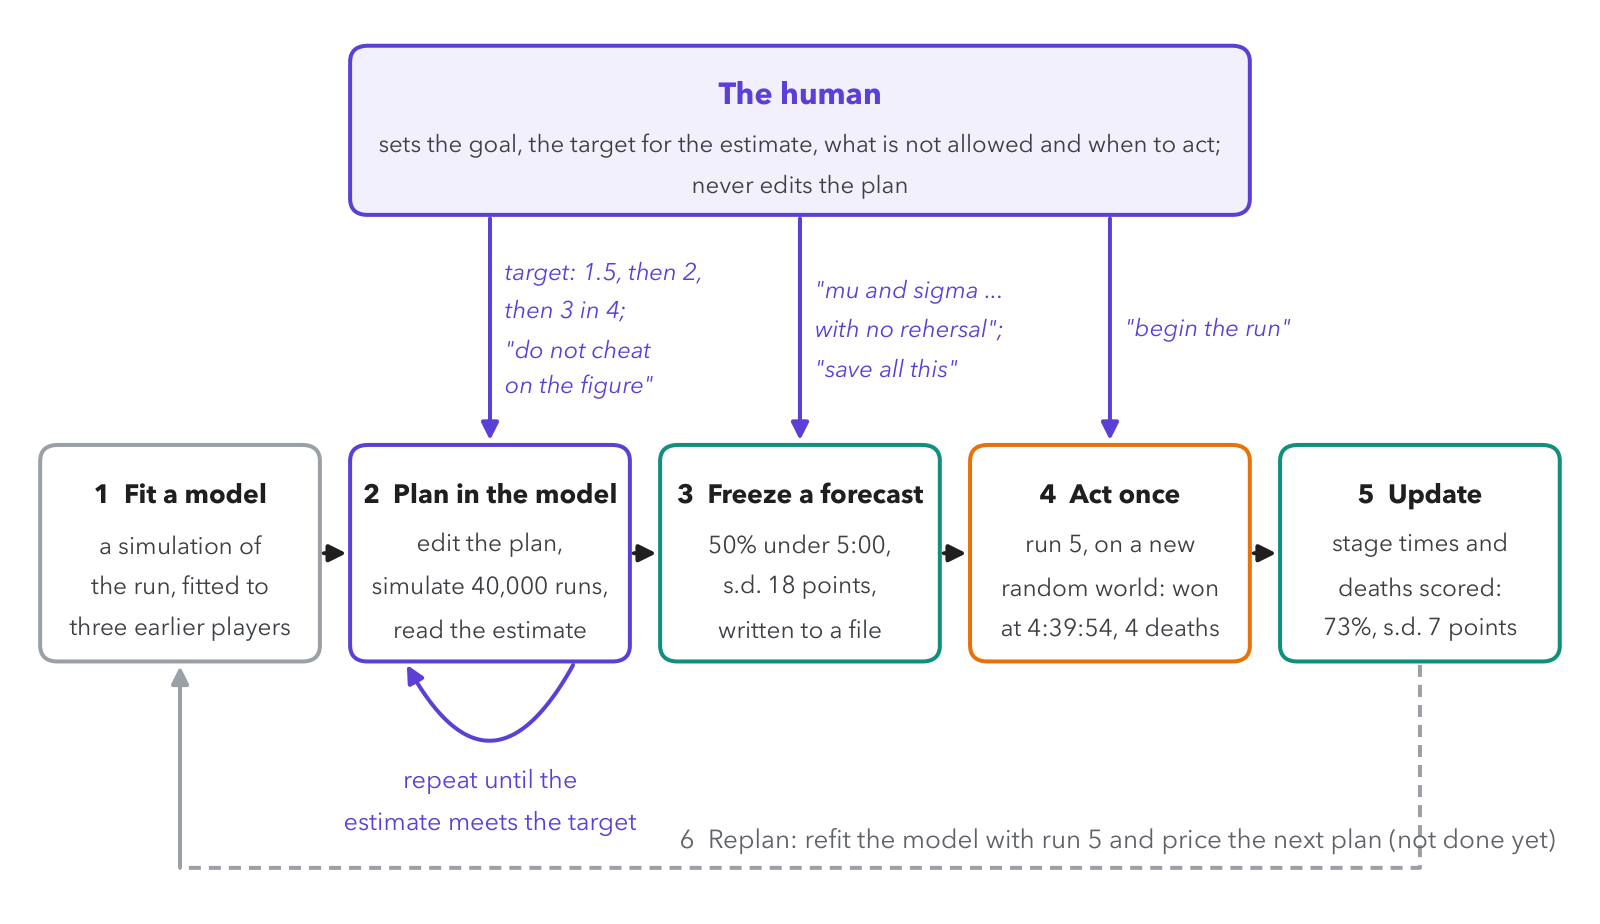 The human
sets the goal, the target for the estimate, what is not allowed and when to act;
never edits the plan
target: 1.5, then 2,
then 3 in 4;
"do not cheat
on the figure"
"mu and sigma ...
with no rehersal";
"save all this"
"begin the run"
1 Fit a model
a simulation of
the run, fitted to
three earlier players
2 Plan in the model
edit the plan,
simulate 40,000 runs,
read the estimate
3 Freeze a forecast
50% under 5:00,
s.d. 18 points,
written to a file
4 Act once
run 5, on a new
random world: won
at 4:39:54, 4 deaths
5 Update
stage times and
deaths scored:
73%, s.d. 7 points
repeat until the
estimate meets the target
6 Replan: refit the model with run 5 and price the next plan (not done yet)